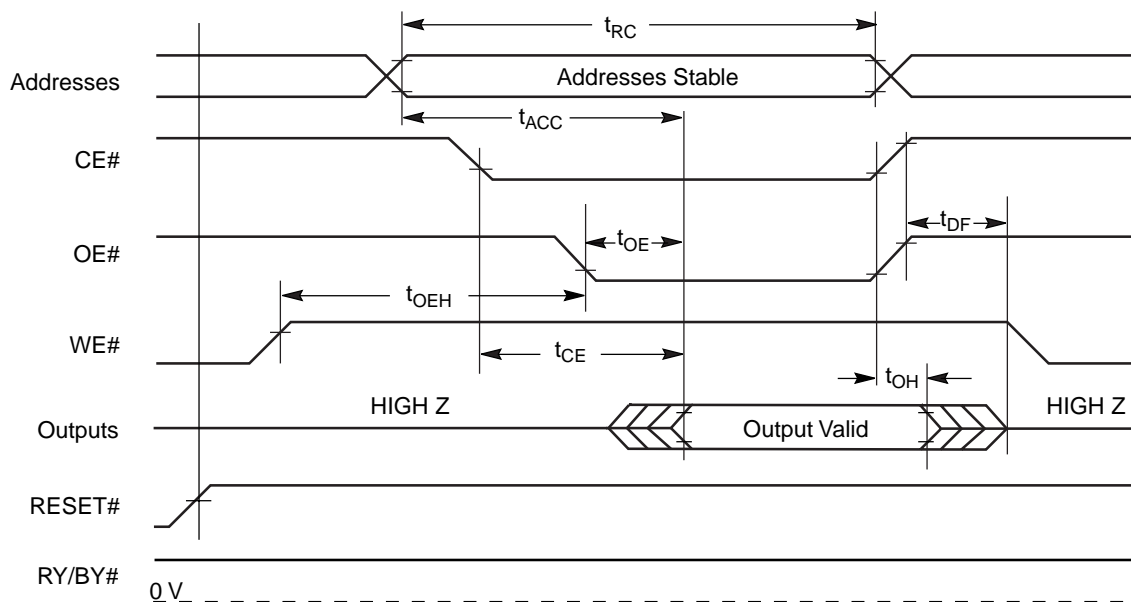 tRC
Addresses
Addresses Stable
tACC
CE#
tDF
OE#
tOE
tOEH
WE#
tCE
tOH
HIGH Z
HIGH Z
Outputs
Output Valid
RESET#
RY/BY#
0 V